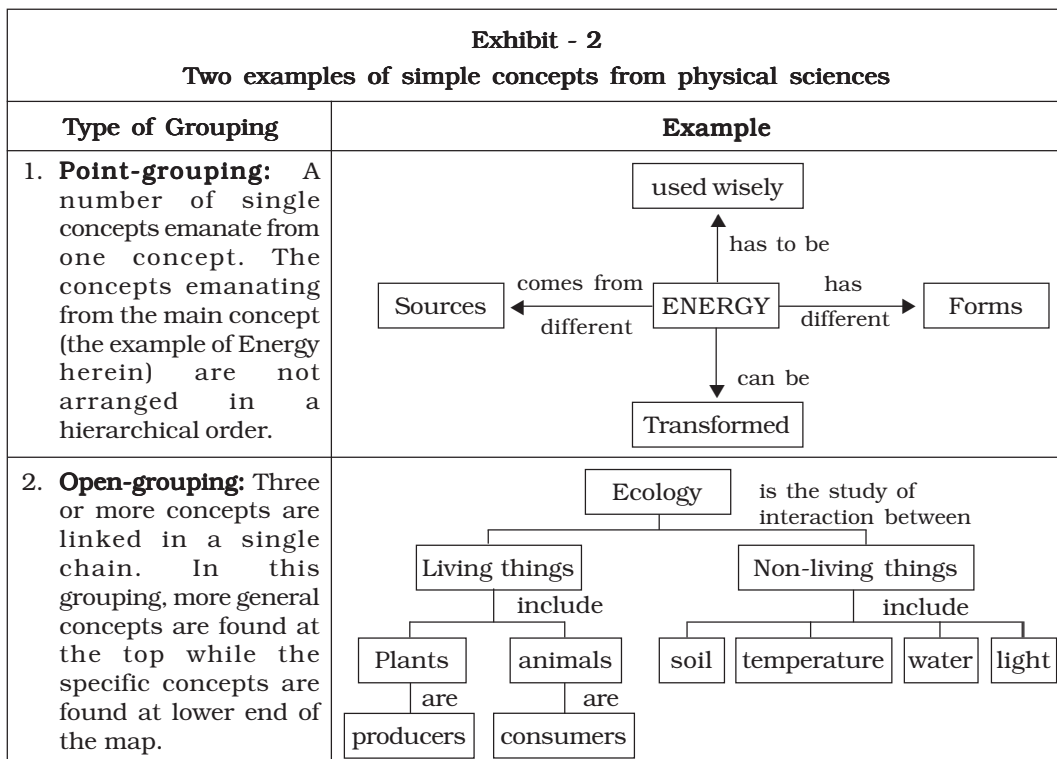 Exhibit - 2
Two examples of simple concepts from physical sciences
Type of Grouping
Example
1. Point-grouping: A
number of single
concepts emanate from
one concept. The
concepts emanating
from the main concept
(the example of Energy
herein) are not
arranged in a
hierarchical order.
used wisely
has to be
Sources
comes from
different
ENERGY
has
different
Forms
can be
Transformed
2. Open-grouping: Three
or more concepts are
linked in a single
chain. In this
grouping, more general
concepts are found at
the top while the
specific concepts are
found at lower end of
the map.
Ecology
is the study of
interaction between
Living things
Non-living things
include
include
Plants
animals
soil
temperature
water
light
are
are
producers
consumers